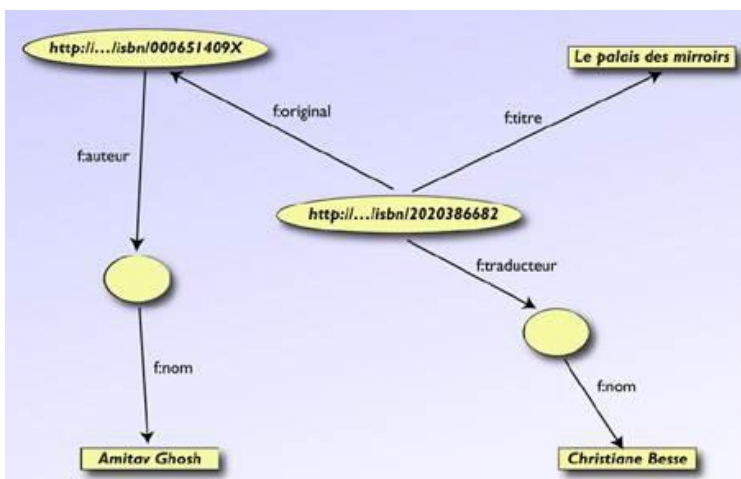 http://.../isbn/000651409X
Le palais des mirroirs
f:original
f:titre
f:auteur
http://.../isbn/2020386682
f:traducteur
f:nom
f:nom
Amitav Ghosh
Christiane Besse